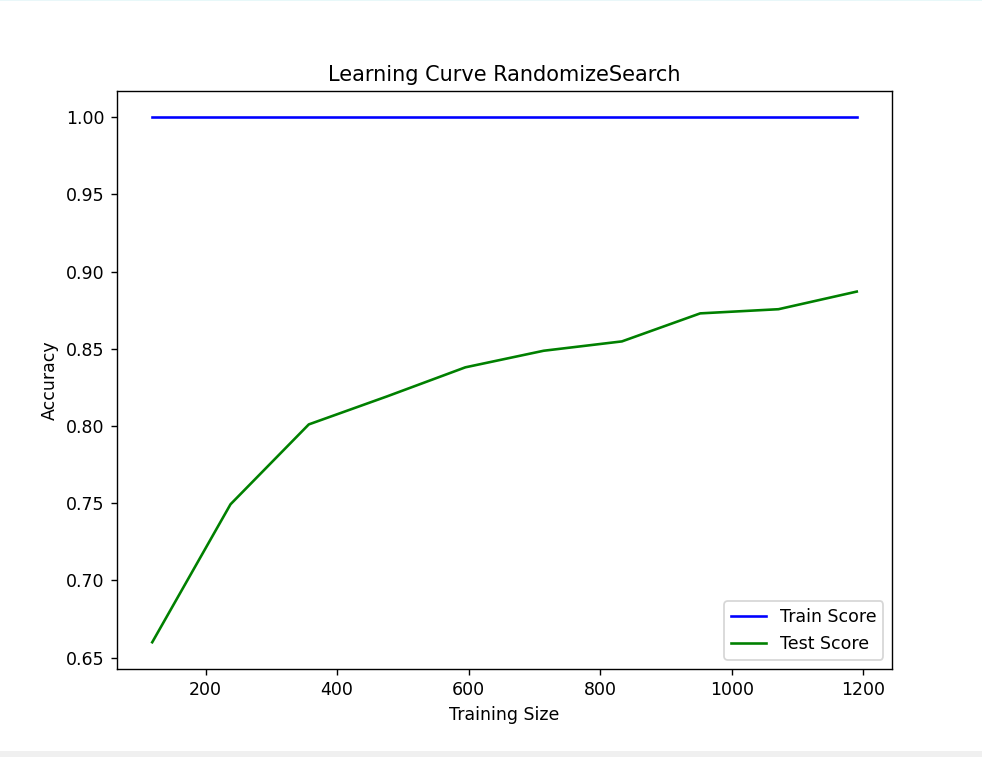 Learning Curve RandomizeSearch
1.00
0.95
0.90
0.85
0.80
0.75
0.70
0.65
Accuracy
Train Score
Test Score
200 400 600 800 1000 1200
Training Size